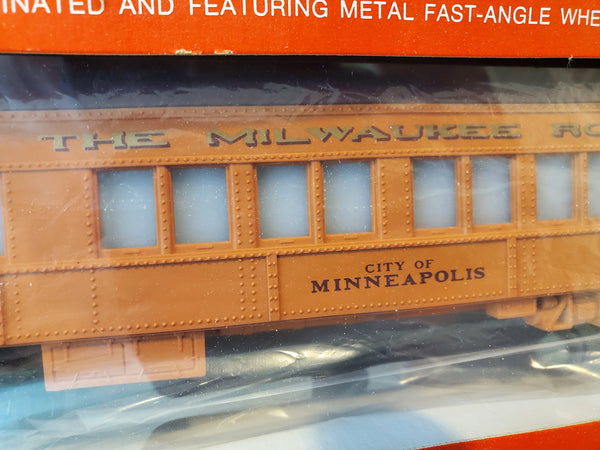 INATED AND FEATURING METAL FAST-ANGLE WHE
THE MILWAUKEE RO
CITY OF
MINNEAPOLIS